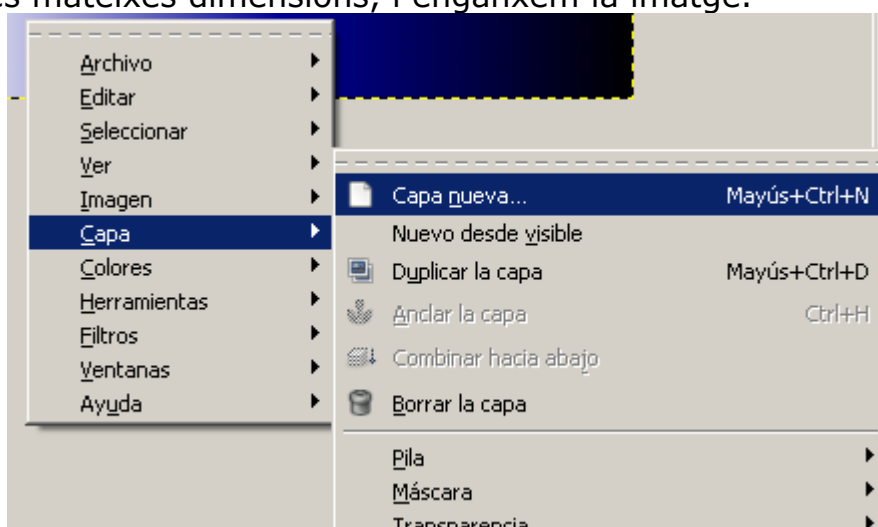 es mateixes dimensions, i enganxem la imatge.
Archivo
Editar
Seleccionar
Ver
Imagen
Capa
Colores
Herramientas
Filtros
Ventanas
Ayuda
Capa nueva... Mayús+Ctrl+N
Nuevo desde visible
Duplicar la capa Mayús+Ctrl+D
Anclar la capa Ctrl+H
Combinar hacia abajo
Borrar la capa
Pila
Máscara
Transparencia